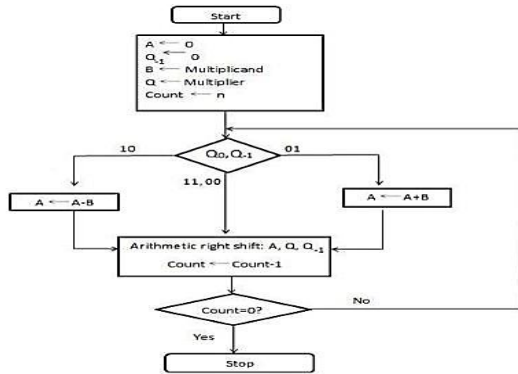 Start
A ← 0
Q-1 ← 0
B ← Multiplicand
Q ← Multiplier
Count ← n
10
Q0, Q-1
01
11, 00
A ← A-B
A ← A+B
Arithmetic right shift: A, Q, Q-1
Count ← Count-1
Count=0?
No
Yes
Stop